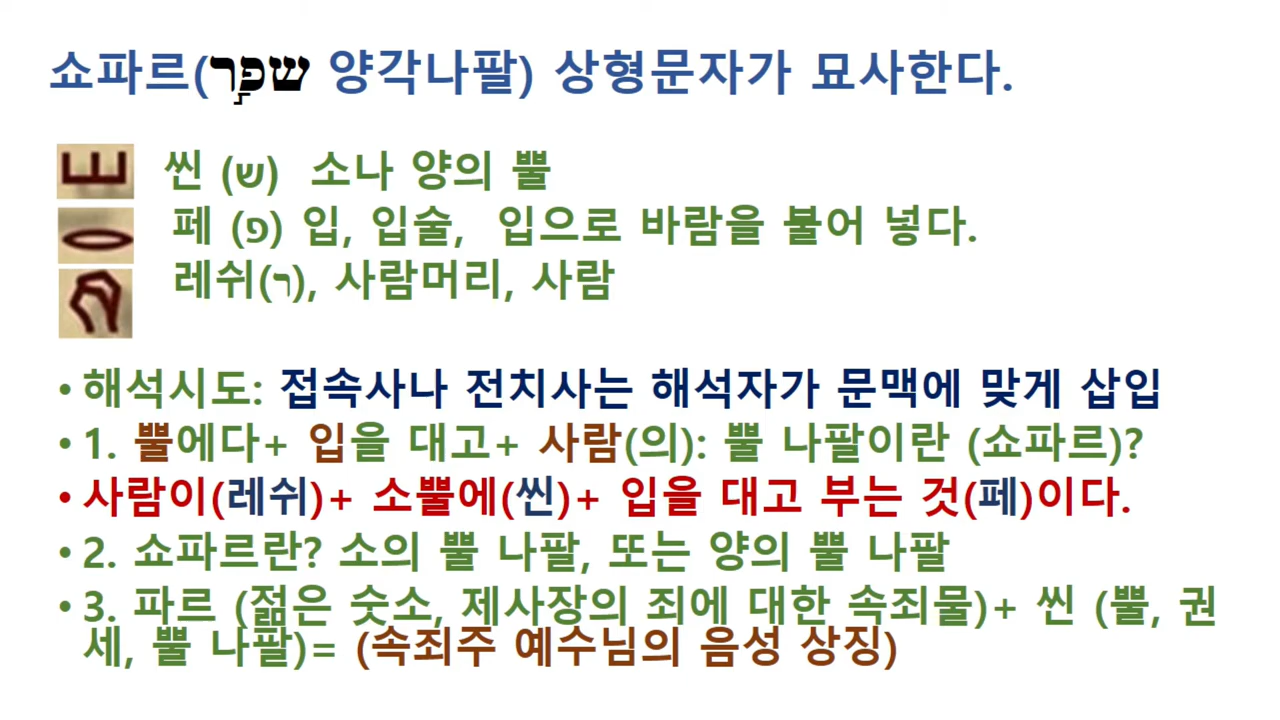 쇼파르(שפָר 양각나팔) 상형문자가 묘사한다.
씬 (ש) 소나 양의 뿔
페 (פ) 입, 입술, 입으로 바람을 불어 넣다.
레쉬(ר), 사람머리, 사람
• 해석시도: 접속사나 전치사는 해석자가 문맥에 맞게 삽입
• 1. 뿔에다+ 입을 대고+ 사람(의): 뿔 나팔이란 (쇼파르)?
• 사람이(레쉬)+ 소뿔에(씬)+ 입을 대고 부는 것(페)이다.
• 2. 쇼파르란? 소의 뿔 나팔, 또는 양의 뿔 나팔
• 3. 파르 (젊은 숫소, 제사장의 죄에 대한 속죄물)+ 씬 (뿔, 권
세, 뿔 나팔)= (속죄주 예수님의 음성 상징)